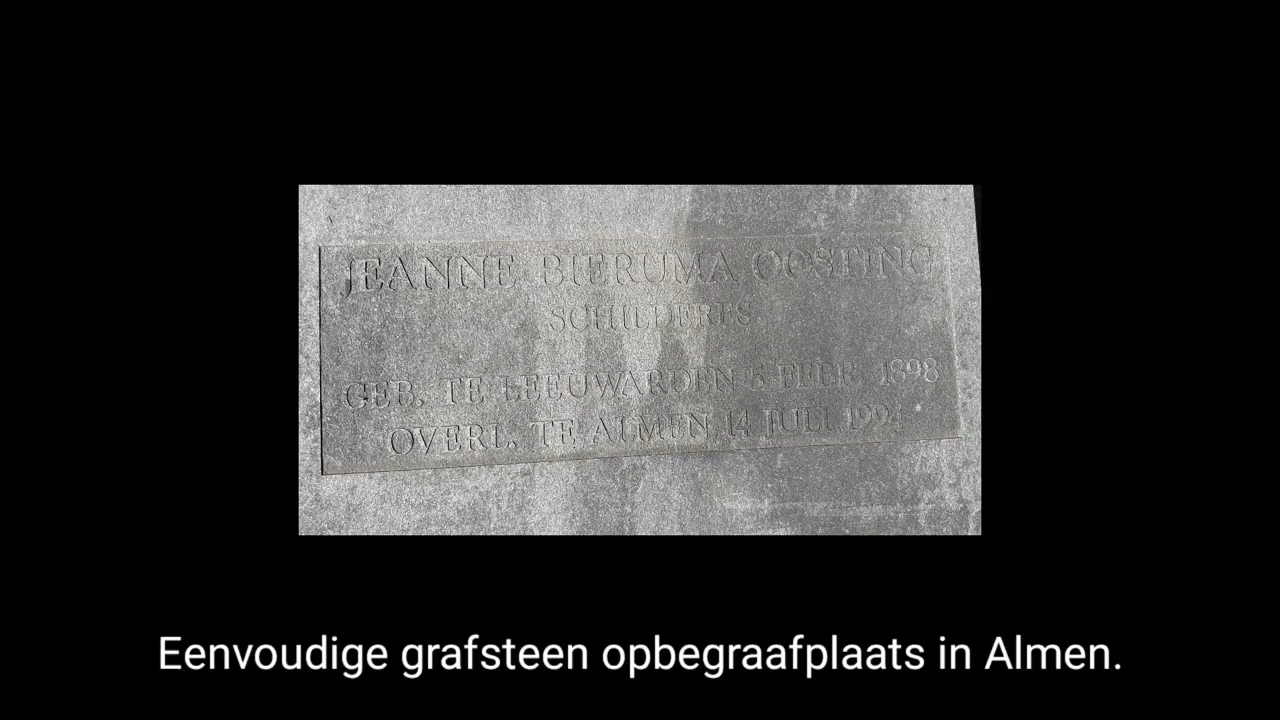 JEANNE BIERUMA OOSTING
SCHILDERES
GEB. TE LEEUWARDEN 5 FEBR. 1898
OVERL. TE ALMEN 14 JULI 1994
Eenvoudige grafsteen opbegraafplaats in Almen.